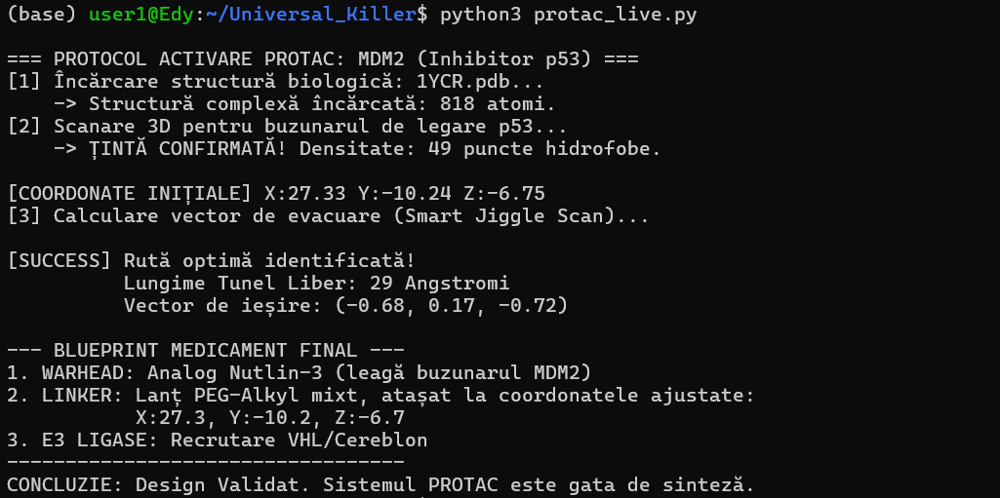 (base) user1@Edy:~/Universal_Killer$ python3 protac_live.py
=== PROTOCOL ACTIVARE PROTAC: MDM2 (Inhibitor p53) ===
[1] Încărcare structură biologică: 1YCR.pdb...
-> Structură complexă încărcată: 818 atomi.
[2] Scanare 3D pentru buzunarul de legare p53...
-> ȚINTĂ CONFIRMATĂ! Densitate: 49 puncte hidrofobe.
[COORDONATE INIȚIALE] X:27.33 Y:-10.24 Z:-6.75
[3] Calculare vector de evacuare (Smart Jiggle Scan)...
[SUCCESS] Rută optimă identificată!
Lungime Tunel Liber: 29 Angstromi
Vector de ieșire: (-0.68, 0.17, -0.72)
--- BLUEPRINT MEDICAMENT FINAL ---
1. WARHEAD: Analog Nutlin-3 (leagă buzunarul MDM2)
2. LINKER: Lanț PEG-Alkyl mixt, atașat la coordonatele ajustate:
X:27.3, Y:-10.2, Z:-6.7
3. E3 LIGASE: Recrutare VHL/Cereblon
-----------------------------------
CONCLUZIE: Design Validat. Sistemul PROTAC este gata de sinteză.